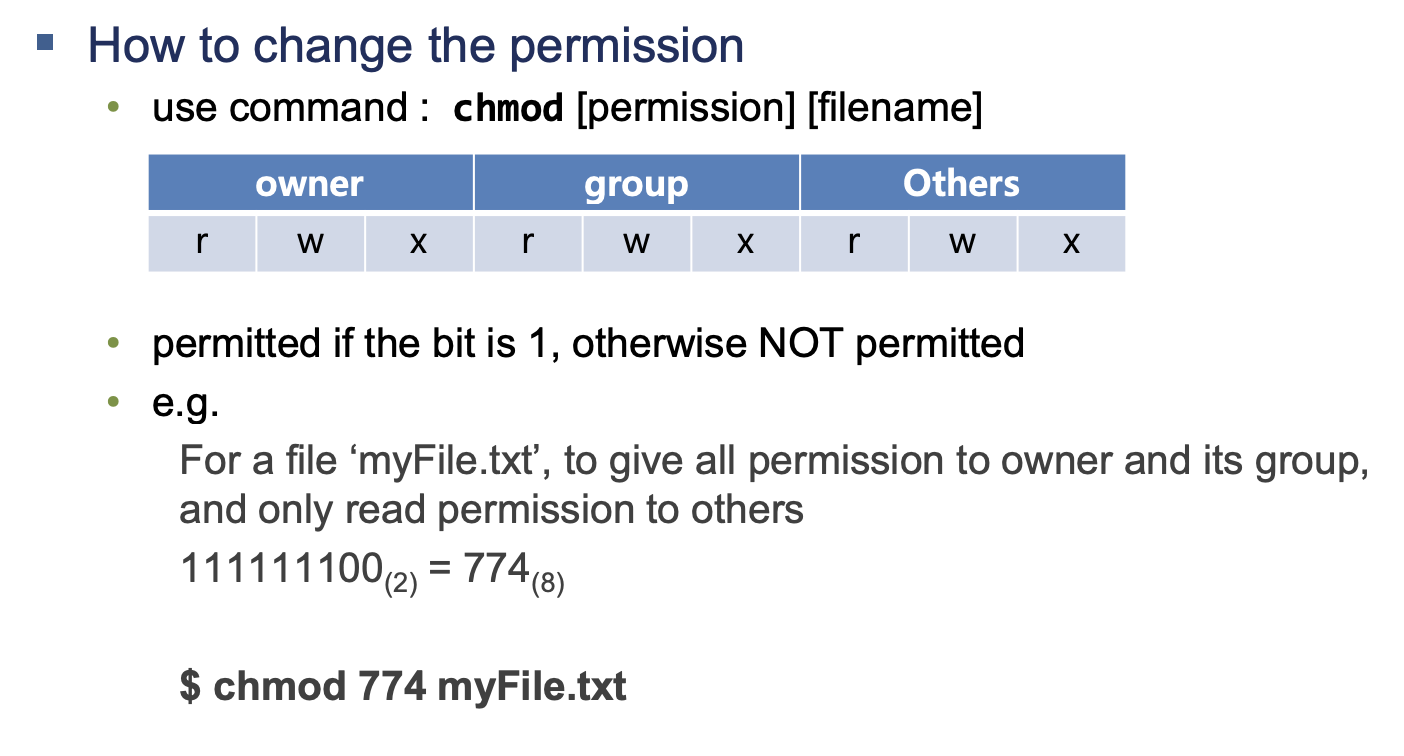 How to change the permission
use command : chmod [permission] [filename]
owner group Others
r w x r w x r w x
permitted if the bit is 1, otherwise NOT permitted
e.g.
For a file ‘myFile.txt’, to give all permission to owner and its group,
and only read permission to others
111111100(2) = 774(8)
$ chmod 774 myFile.txt